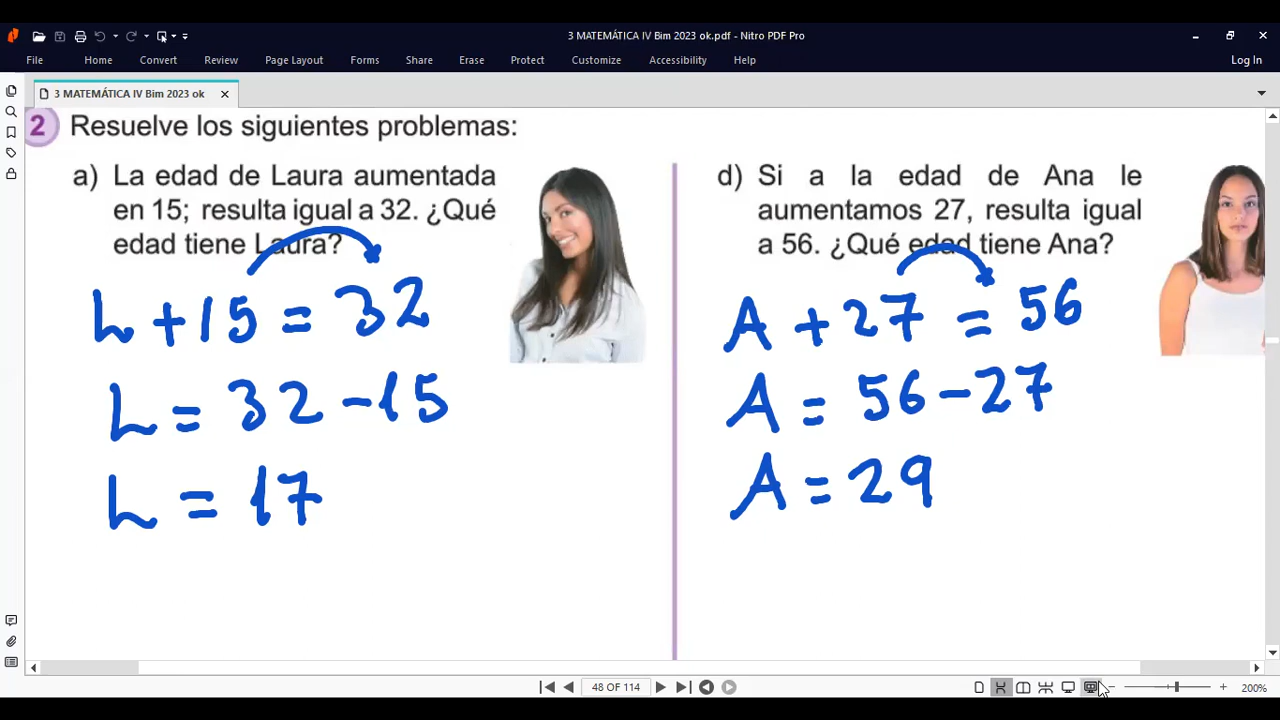 3 MATEMÁTICA IV Bim 2023 ok.pdf - Nitro PDF Pro
File Home Convert Review Page Layout Forms Share Erase Protect Customize Accessibility Help Log In
3 MATEMÁTICA IV Bim 2023 ok
2 Resuelve los siguientes problemas:
a) La edad de Laura aumentada
en 15; resulta igual a 32. ¿Qué
edad tiene Laura?
L + 15 = 32
L = 32 - 15
L = 17
d) Si a la edad de Ana le
aumentamos 27, resulta igual
a 56. ¿Qué edad tiene Ana?
A + 27 = 56
A = 56 - 27
A = 29
48 OF 114
200%